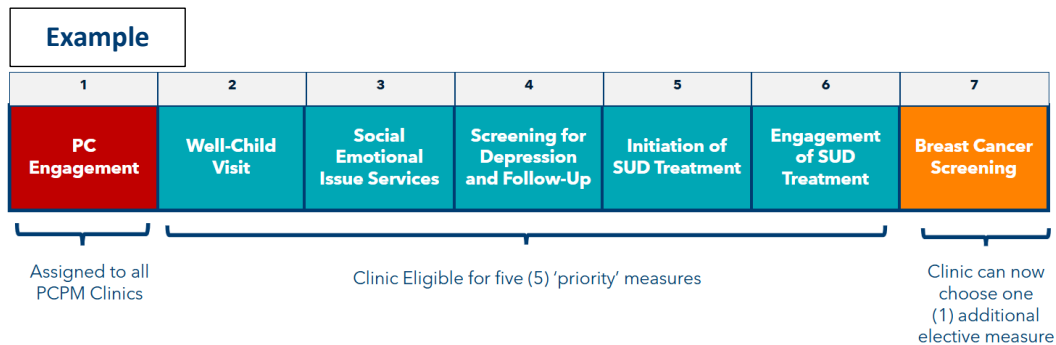 Example
1
2
3
4
5
6
7
PC
Engagement
Well-Child
Visit
Social
Emotional
Issue Services
Screening for
Depression
and Follow-Up
Initiation of
SUD Treatment
Engagement
of SUD
Treatment
Breast Cancer
Screening
Assigned to all
PCPM Clinics
Clinic Eligible for five (5) ‘priority’ measures
Clinic can now
choose one
(1) additional
elective measure